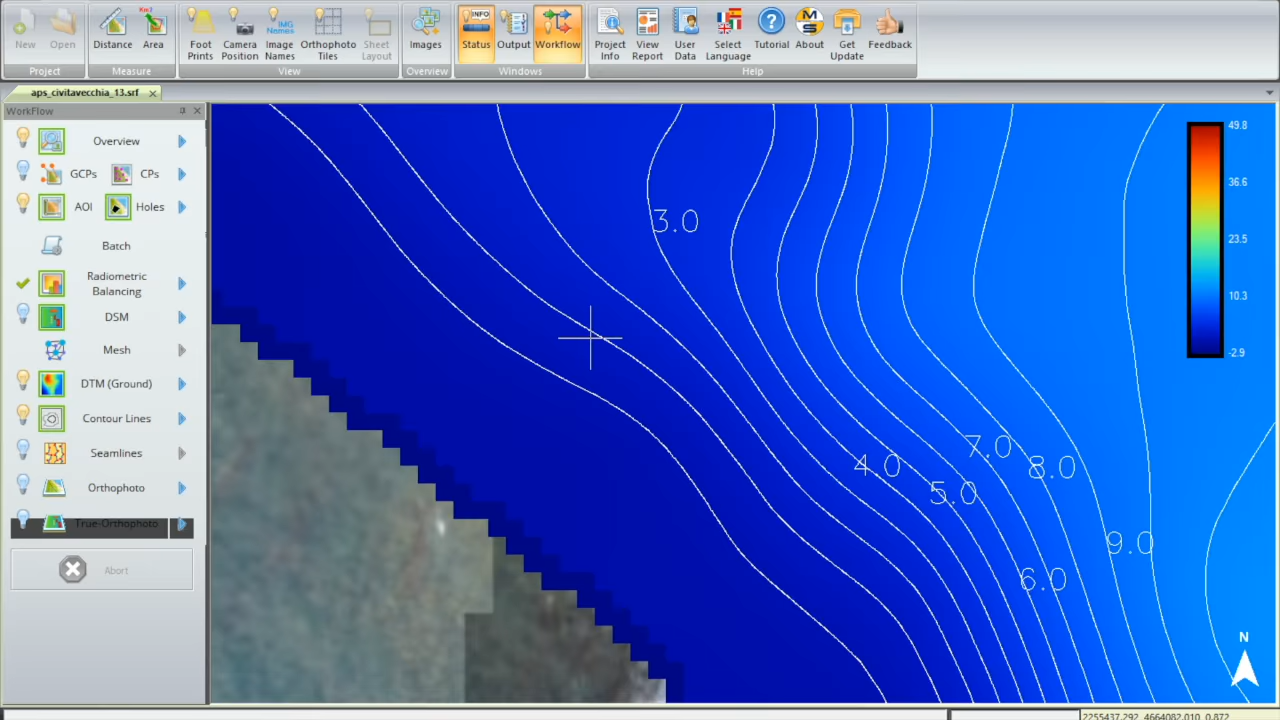 New Open Distance Area Foot Prints Camera Position Image Names Orthophoto Tiles Sheet Layout Images Status Output Workflow Project Info View Report User Data Select Language Tutorial About Get Update Feedback
Project Measure View Overview Windows Help
aps_civitavecchia_13.srf
WorkFlow
Overview
GCPs CPs
AOI Holes
Batch
Radiometric
Balancing
DSM
Mesh
DTM (Ground)
Contour Lines
Seamlines
Orthophoto
True-Orthophoto
Abort
3.0
4.0
7.0
8.0
5.0
9.0
6.0
49.8
36.6
23.5
10.3
-2.9
N
2255437.292, 4664082.010, 0.872